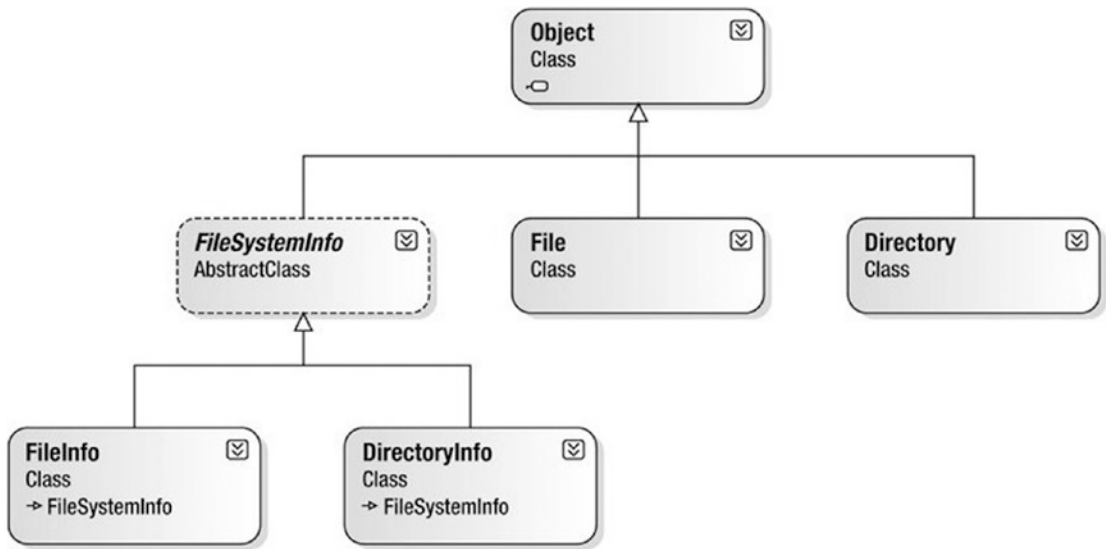 Object
Class
FileSystemInfo
AbstractClass
File
Class
Directory
Class
FileInfo
Class
FileSystemInfo
DirectoryInfo
Class
FileSystemInfo